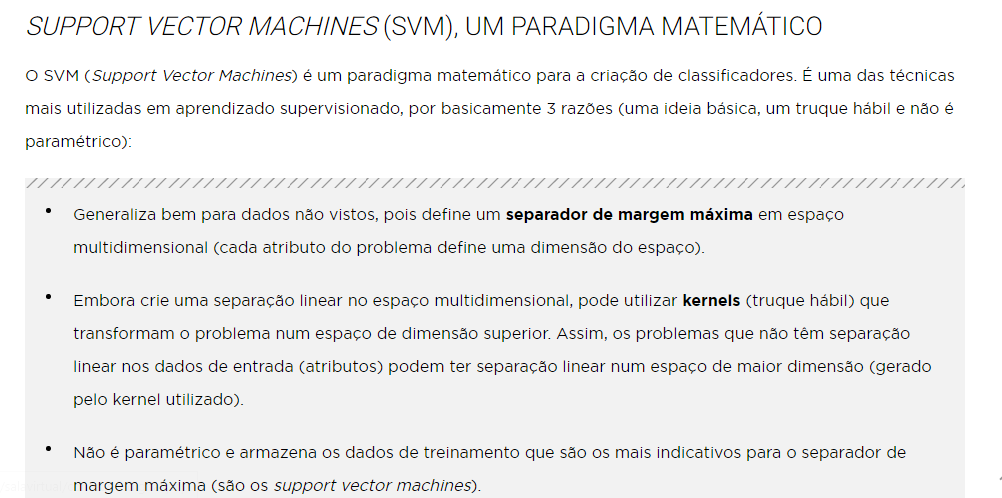 SUPPORT VECTOR MACHINES (SVM), UM PARADIGMA MATEMÁTICO
O SVM (Support Vector Machines) é um paradigma matemático para a criação de classificadores. É uma das técnicas
mais utilizadas em aprendizado supervisionado, por basicamente 3 razões (uma ideia básica, um truque hábil e não é
paramétrico):
• Generaliza bem para dados não vistos, pois define um separador de margem máxima em espaço
multidimensional (cada atributo do problema define uma dimensão do espaço).
• Embora crie uma separação linear no espaço multidimensional, pode utilizar kernels (truque hábil) que
transformam o problema num espaço de dimensão superior. Assim, os problemas que não têm separação
linear nos dados de entrada (atributos) podem ter separação linear num espaço de maior dimensão (gerado
pelo kernel utilizado).
• Não é paramétrico e armazena os dados de treinamento que são os mais indicativos para o separador de
margem máxima (são os support vector machines).